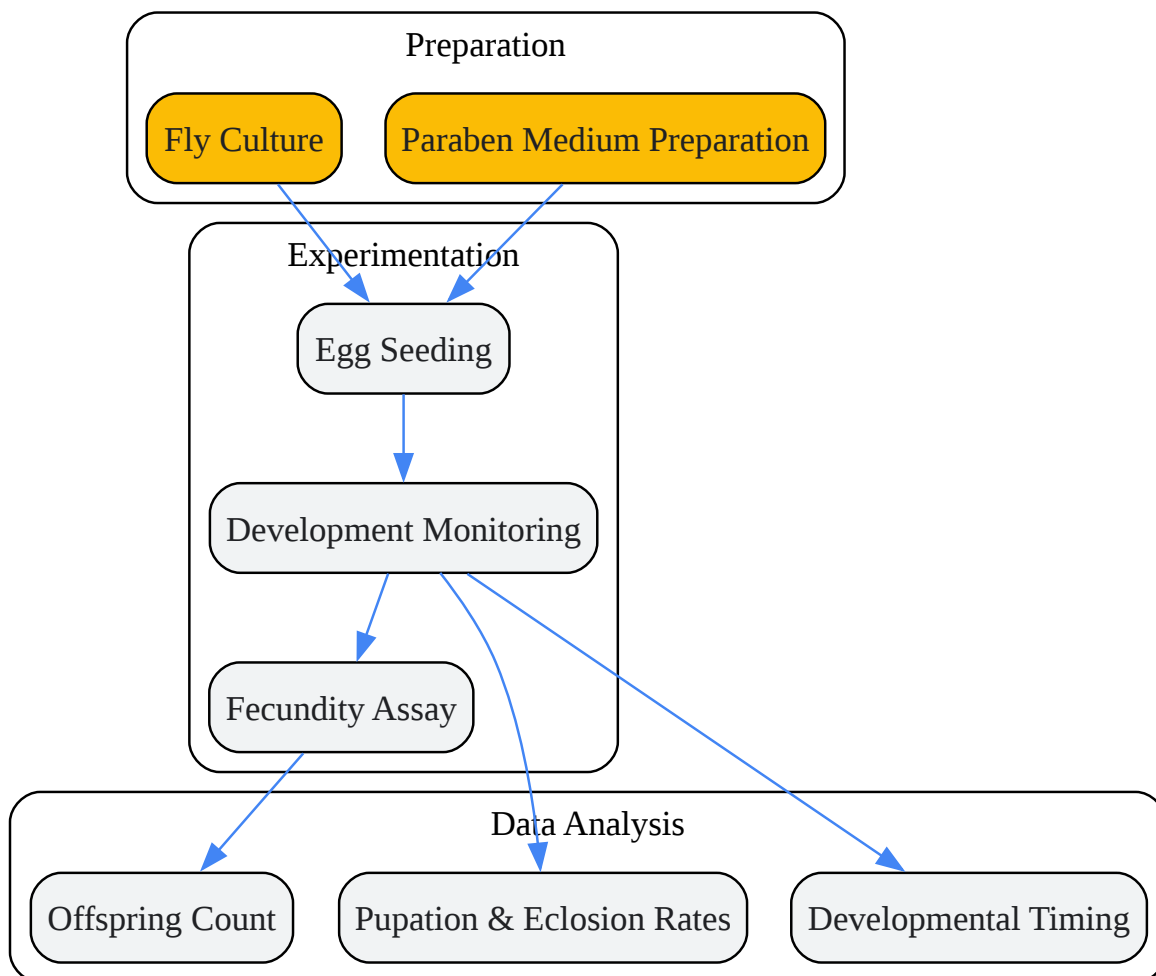 Preparation
Fly Culture
Paraben Medium Preparation
Experimentation
Egg Seeding
Development Monitoring
Fecundity Assay
Data Analysis
Offspring Count
Pupation & Eclosion Rates
Developmental Timing